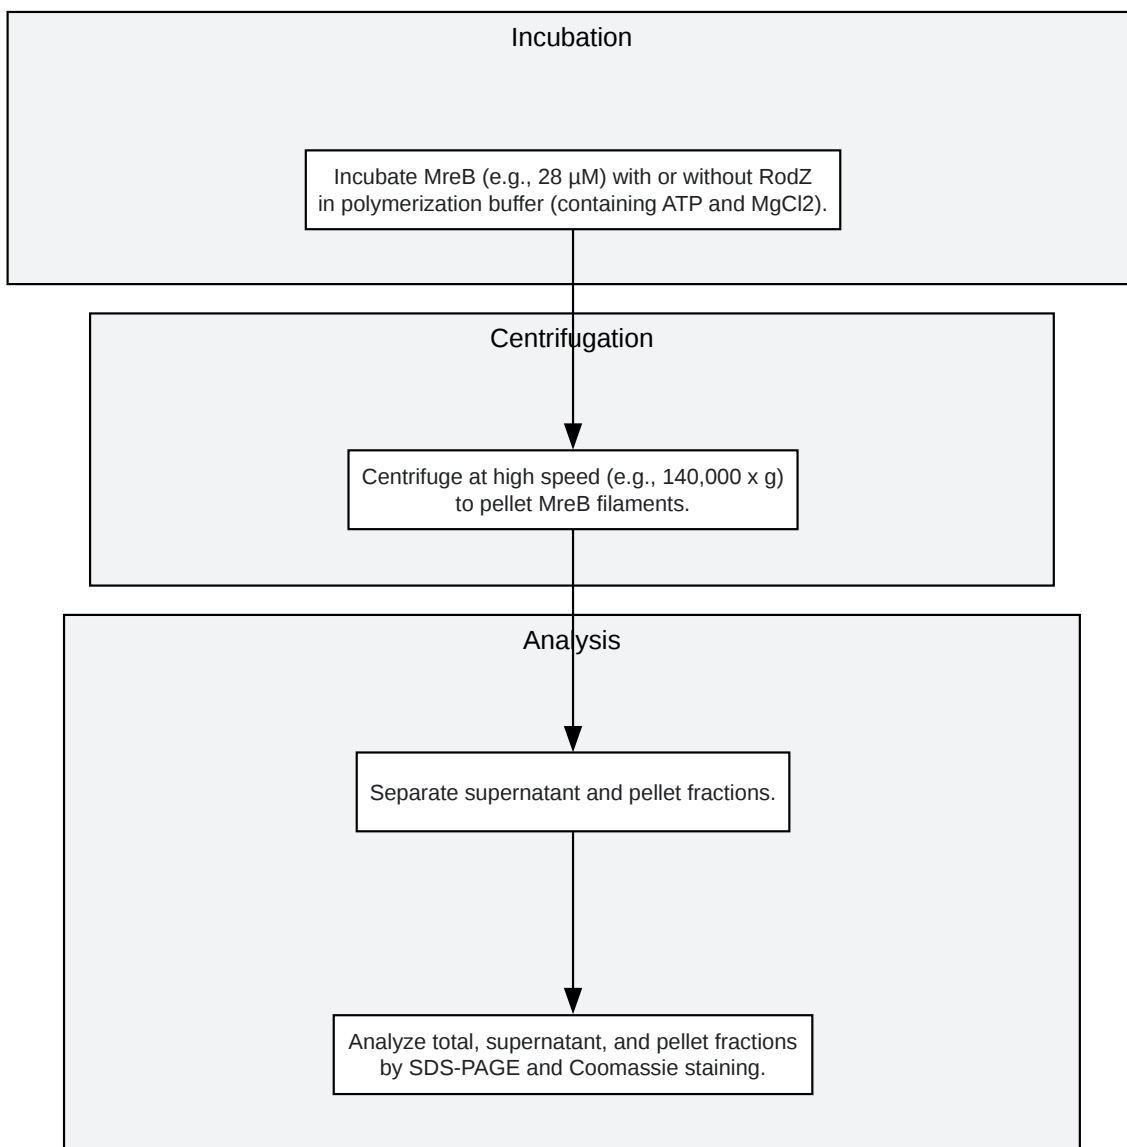 Incubation
Incubate MreB (e.g., 28 µM) with or without RodZ
in polymerization buffer (containing ATP and MgCl2).
Centrifugation
Centrifuge at high speed (e.g., 140,000 x g)
to pellet MreB filaments.
Analysis
Separate supernatant and pellet fractions.
Analyze total, supernatant, and pellet fractions
by SDS-PAGE and Coomassie staining.